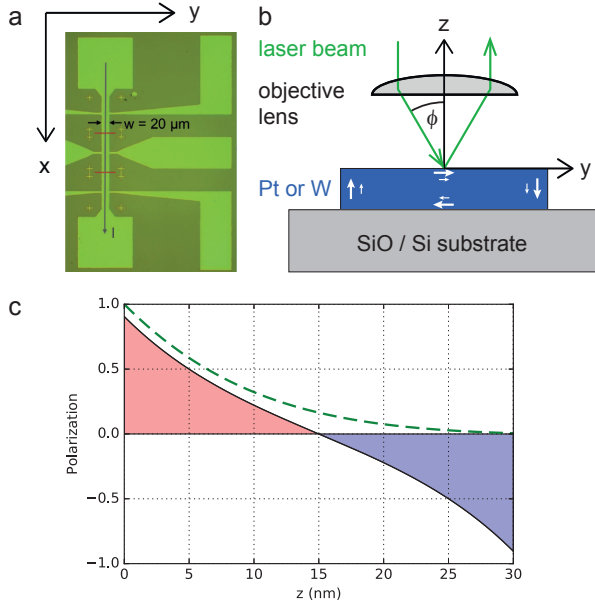 a
y
x
w = 20 μm
I
b
z
laser beam
objective
lens
ϕ
y
Pt or W
SiO / Si substrate
c
1.0
0.5
0.0
−0.5
−1.0
Polarization
0
5
10
15
20
25
30
z (nm)